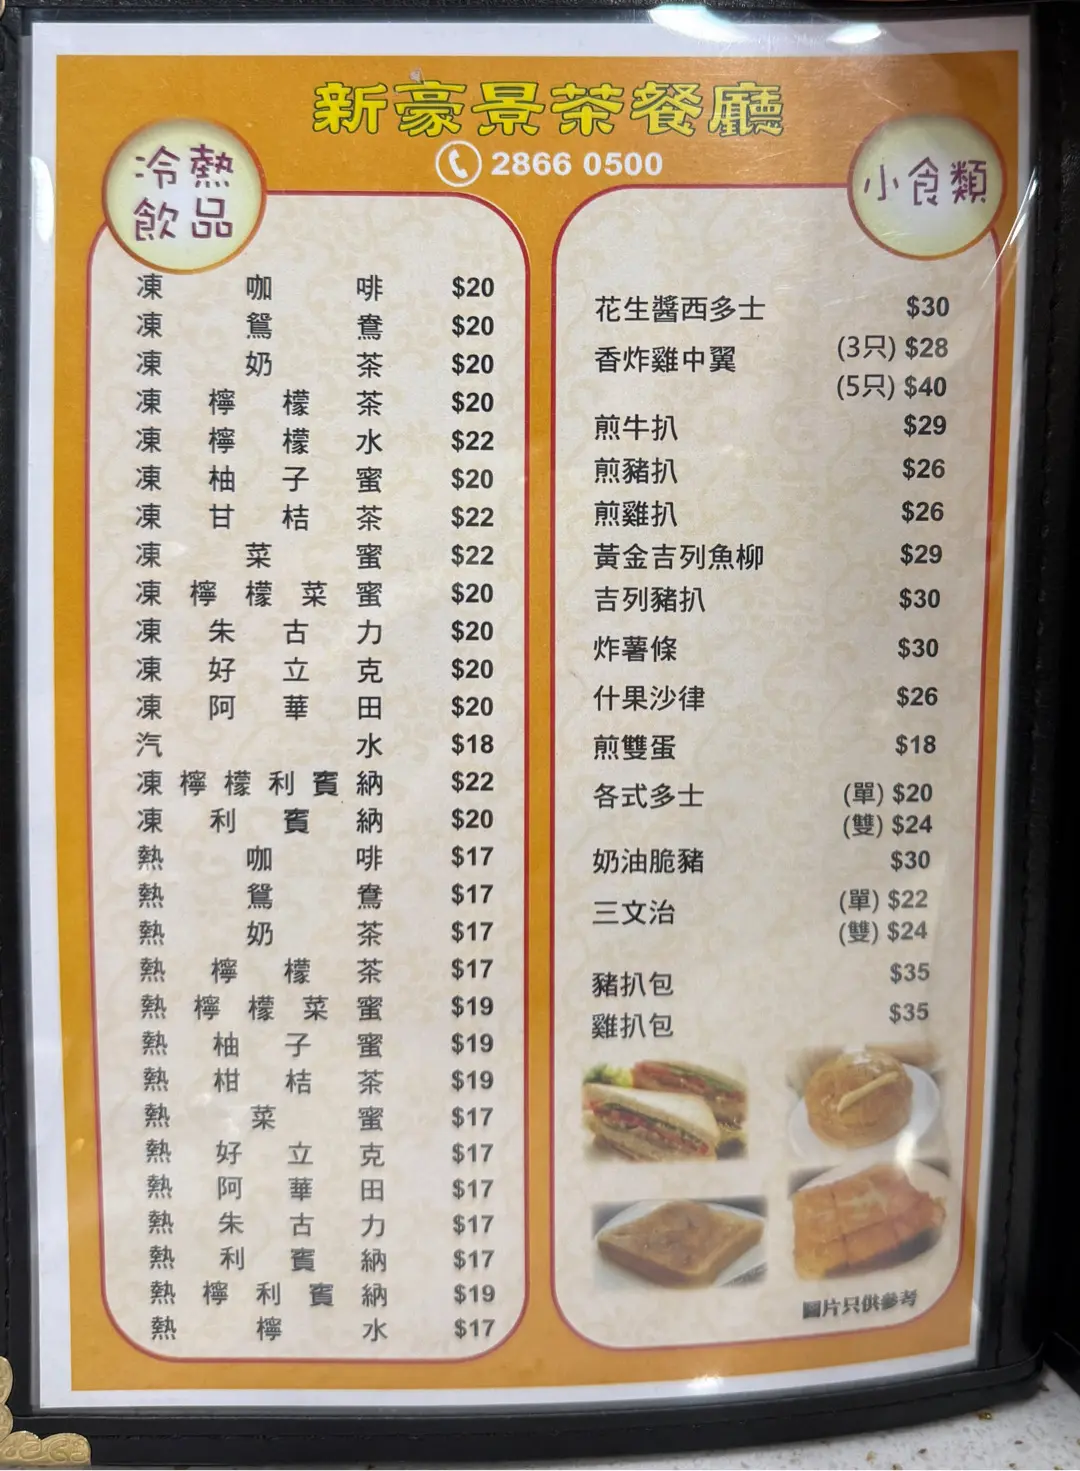 新豪景茶餐廳
2866 0500
冷熱
飲品
凍咖啡 $20
凍鴛鴦 $20
凍奶茶 $20
凍檸檬茶 $20
凍檸檬水 $22
凍柚子蜜 $20
凍甘桔茶 $22
凍菜蜜 $22
凍檸檬菜蜜 $20
凍朱古力 $20
凍好立克 $20
凍阿華田 $20
汽水 $18
凍檸檬利賓納 $22
凍利賓納 $20
熱咖啡 $17
熱鴛鴦 $17
熱奶茶 $17
熱檸檬茶 $17
熱檸檬菜蜜 $19
熱柚子蜜 $19
熱柑桔茶 $19
熱菜蜜 $17
熱好立克 $17
熱阿華田 $17
熱朱古力 $17
熱利賓納 $17
熱檸利賓納 $19
熱檸水 $17
小食類
花生醬西多士 $30
香炸雞中翼 (3只) $28
(5只) $40
煎牛扒 $29
煎豬扒 $26
煎雞扒 $26
黃金吉列魚柳 $29
吉列豬扒 $30
炸薯條 $30
什果沙律 $26
煎雙蛋 $18
各式多士 (單) $20
(雙) $24
奶油脆豬 $30
三文治 (單) $22
(雙) $24
豬扒包 $35
雞扒包 $35
圖片只供參考